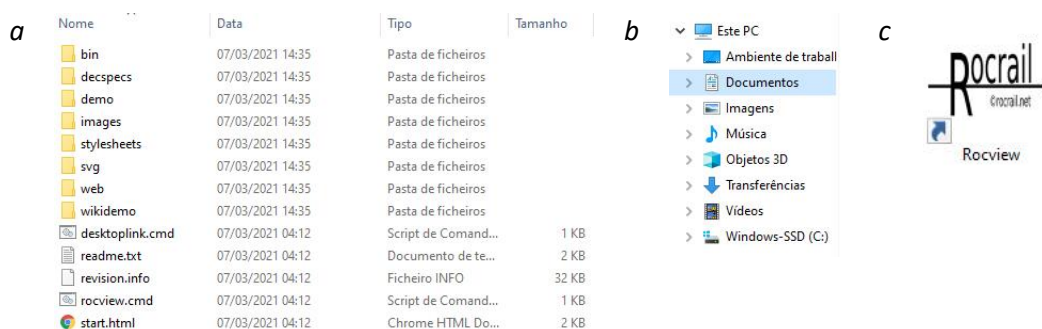 a
Nome Data Tipo Tamanho
bin 07/03/2021 14:35 Pasta de ficheiros
decspecs 07/03/2021 14:35 Pasta de ficheiros
demo 07/03/2021 14:35 Pasta de ficheiros
images 07/03/2021 14:35 Pasta de ficheiros
stylesheets 07/03/2021 14:35 Pasta de ficheiros
svg 07/03/2021 14:35 Pasta de ficheiros
web 07/03/2021 14:35 Pasta de ficheiros
wikidemo 07/03/2021 14:35 Pasta de ficheiros
desktoplink.cmd 07/03/2021 04:12 Script de Comand... 1 KB
readme.txt 07/03/2021 04:12 Documento de te... 2 KB
revision.info 07/03/2021 04:12 Ficheiro INFO 32 KB
rocview.cmd 07/03/2021 04:12 Script de Comand... 1 KB
start.html 07/03/2021 04:12 Chrome HTML Do... 2 KB
b
Este PC
Ambiente de trabal
Documentos
Imagens
Música
Objetos 3D
Transferências
Vídeos
Windows-SSD (C:)
c
Rocrail
©rocrail.net
Rocview